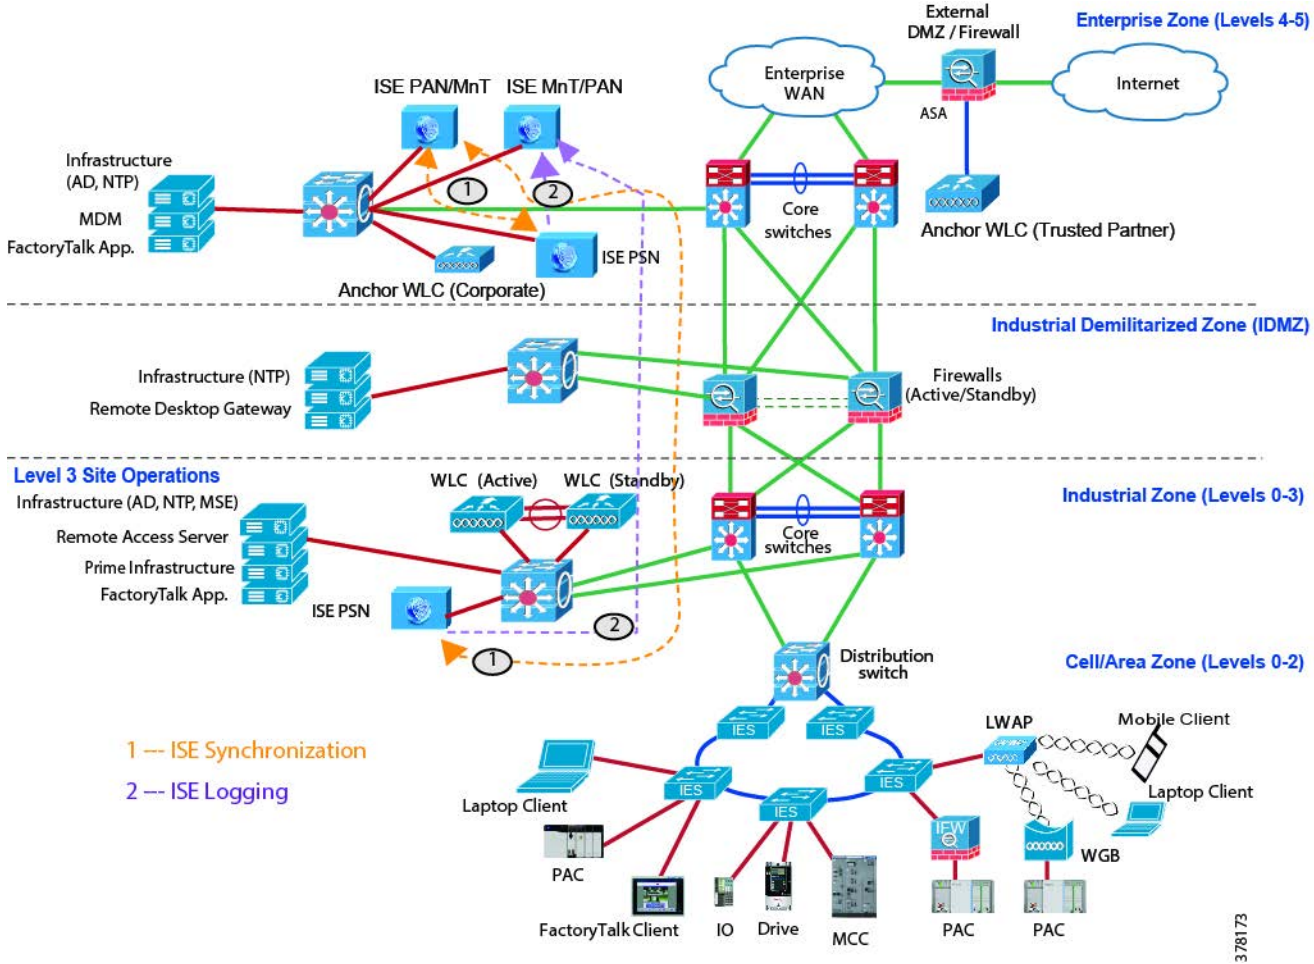 External
DMZ / Firewall
Enterprise Zone (Levels 4-5)
Enterprise
WAN
Internet
ASA
ISE PAN/MnT
ISE MnT/PAN
Infrastructure
(AD, NTP)
MDM
FactoryTalk App.
1
2
Core
switches
Anchor WLC (Trusted Partner)
ISE PSN
Anchor WLC (Corporate)
Industrial Demilitarized Zone (IDMZ)
Infrastructure (NTP)
Remote Desktop Gateway
Firewalls
(Active/Standby)
Level 3 Site Operations
Infrastructure (AD, NTP, MSE)
Remote Access Server
Prime Infrastructure
FactoryTalk App.
WLC (Active)
WLC (Standby)
Industrial Zone (Levels 0-3)
Core
switches
ISE PSN
2
1
Distribution
switch
Cell/Area Zone (Levels 0-2)
1 --- ISE Synchronization
2 --- ISE Logging
IES
IES
IES
IES
IES
LWAP
Mobile Client
Laptop Client
Laptop Client
IFW
WGB
PAC
FactoryTalk Client
IO
Drive
MCC
PAC
PAC
378173